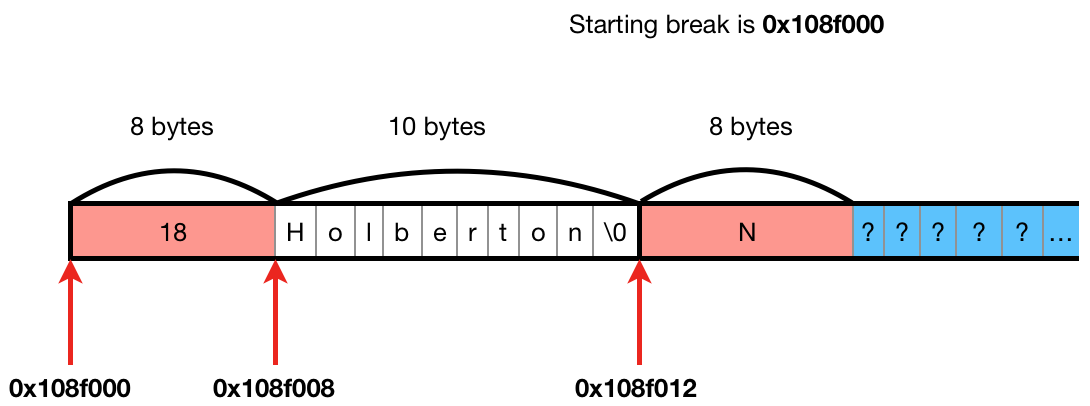 Starting break is 0x108f000
8 bytes 10 bytes 8 bytes
18 H o l b e r t o n \0 N ? ? ? ? ? ...
0x108f000 0x108f008 0x108f012